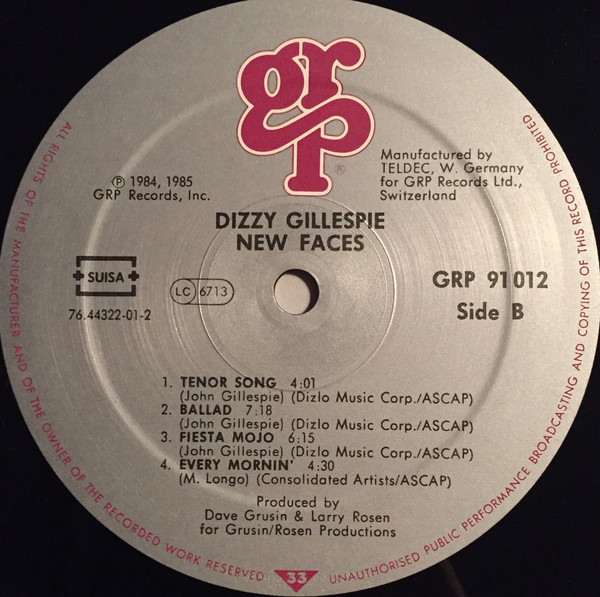 grp
®
℗ 1984, 1985
GRP Records, Inc.
Manufactured by
TELDEC, W. Germany
for GRP Records Ltd.,
Switzerland
DIZZY GILLESPIE
NEW FACES
SUISA
LC 6713
76.44322-01-2
GRP 91012
Side B
1. TENOR SONG 4:01
(John Gillespie) (Dizlo Music Corp./ASCAP)
2. BALLAD 7:18
(John Gillespie) (Dizlo Music Corp./ASCAP)
3. FIESTA MOJO 6:15
(John Gillespie) (Dizlo Music Corp./ASCAP)
4. EVERY MORNIN' 4:30
(M. Longo) (Consolidated Artists/ASCAP)
Produced by
Dave Grusin & Larry Rosen
for Grusin/Rosen Productions
33
ALL RIGHTS OF THE MANUFACTURER AND OF THE OWNER OF THE RECORDED WORK RESERVED
UNAUTHORISED PUBLIC PERFORMANCE BROADCASTING AND COPYING OF THIS RECORD PROHIBITED